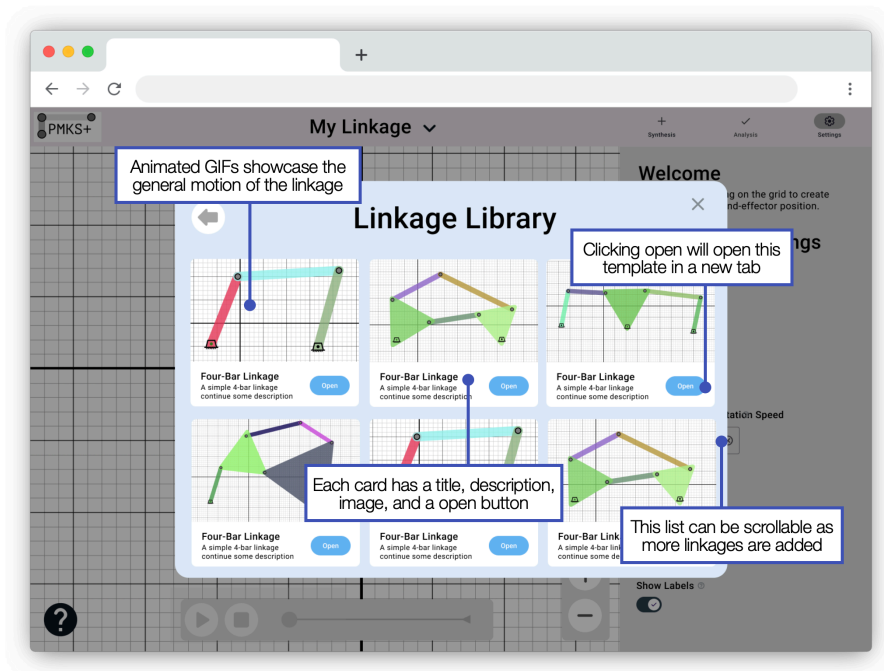 PMKS+
My Linkage
Synthesis
Analysis
Settings
Animated GIFs showcase the
general motion of the linkage
Welcome
ng on the grid to create
nd-effector position.
Linkage Library
Clicking open will open this
template in a new tab
ngs
Four-Bar Linkage
A simple 4-bar linkage
continue some description
Open
Four-Bar Linkage
A simple 4-bar linkage
continue some description
Open
Four-Bar Linkage
A simple 4-bar linkage
continue some description
Open
tation Speed
Each card has a title, description,
image, and a open button
This list can be scrollable as
more linkages are added
Four-Bar Linkage
A simple 4-bar linkage
continue some description
Open
Four-Bar Linkage
A simple 4-bar linkage
continue some description
Open
Four-Bar Link
A simple 4-bar link
continue some de
Show Labels
?